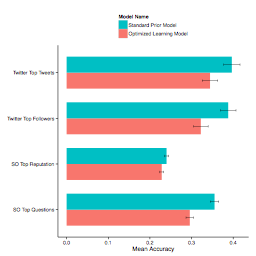 Model Name
Standard Prior Model
Optimized Learning Model
Twitter Top Tweets
Twitter Top Followers
SO Top Reputation
SO Top Questions
0.0 0.1 0.2 0.3 0.4
Mean Accuracy